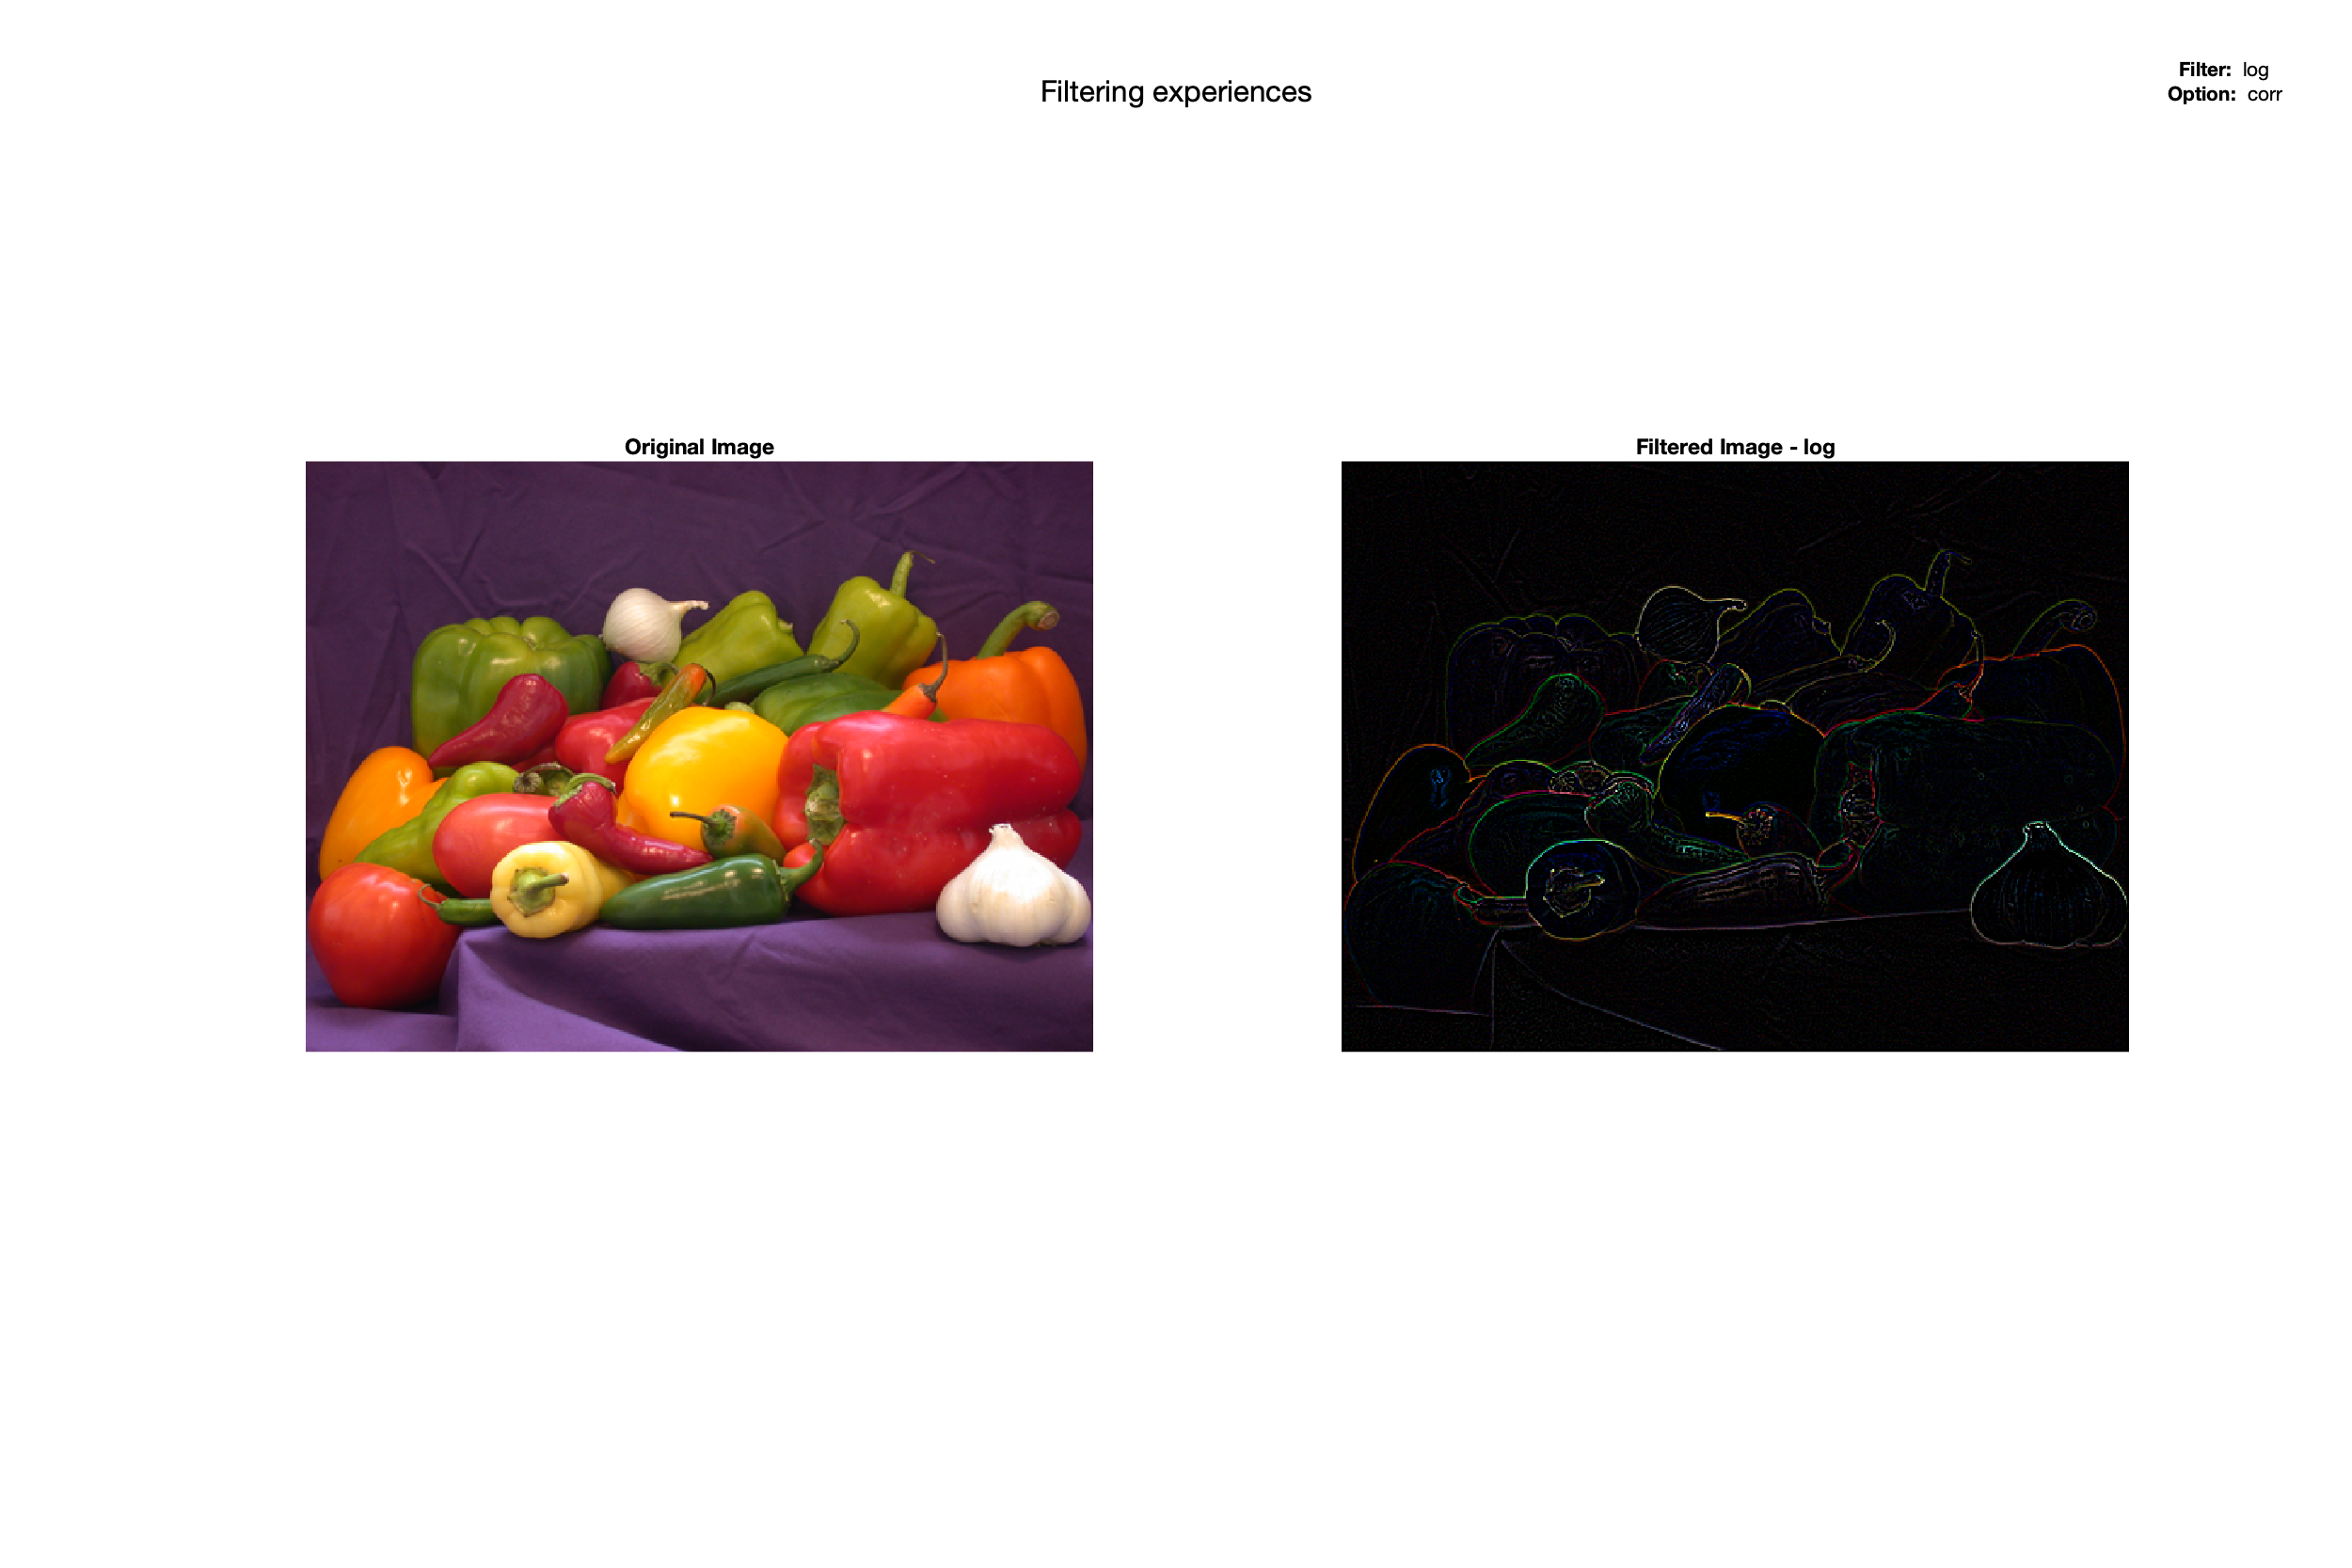 Filtering experiences
Filter: log
Option: corr
Original Image
Filtered Image - log